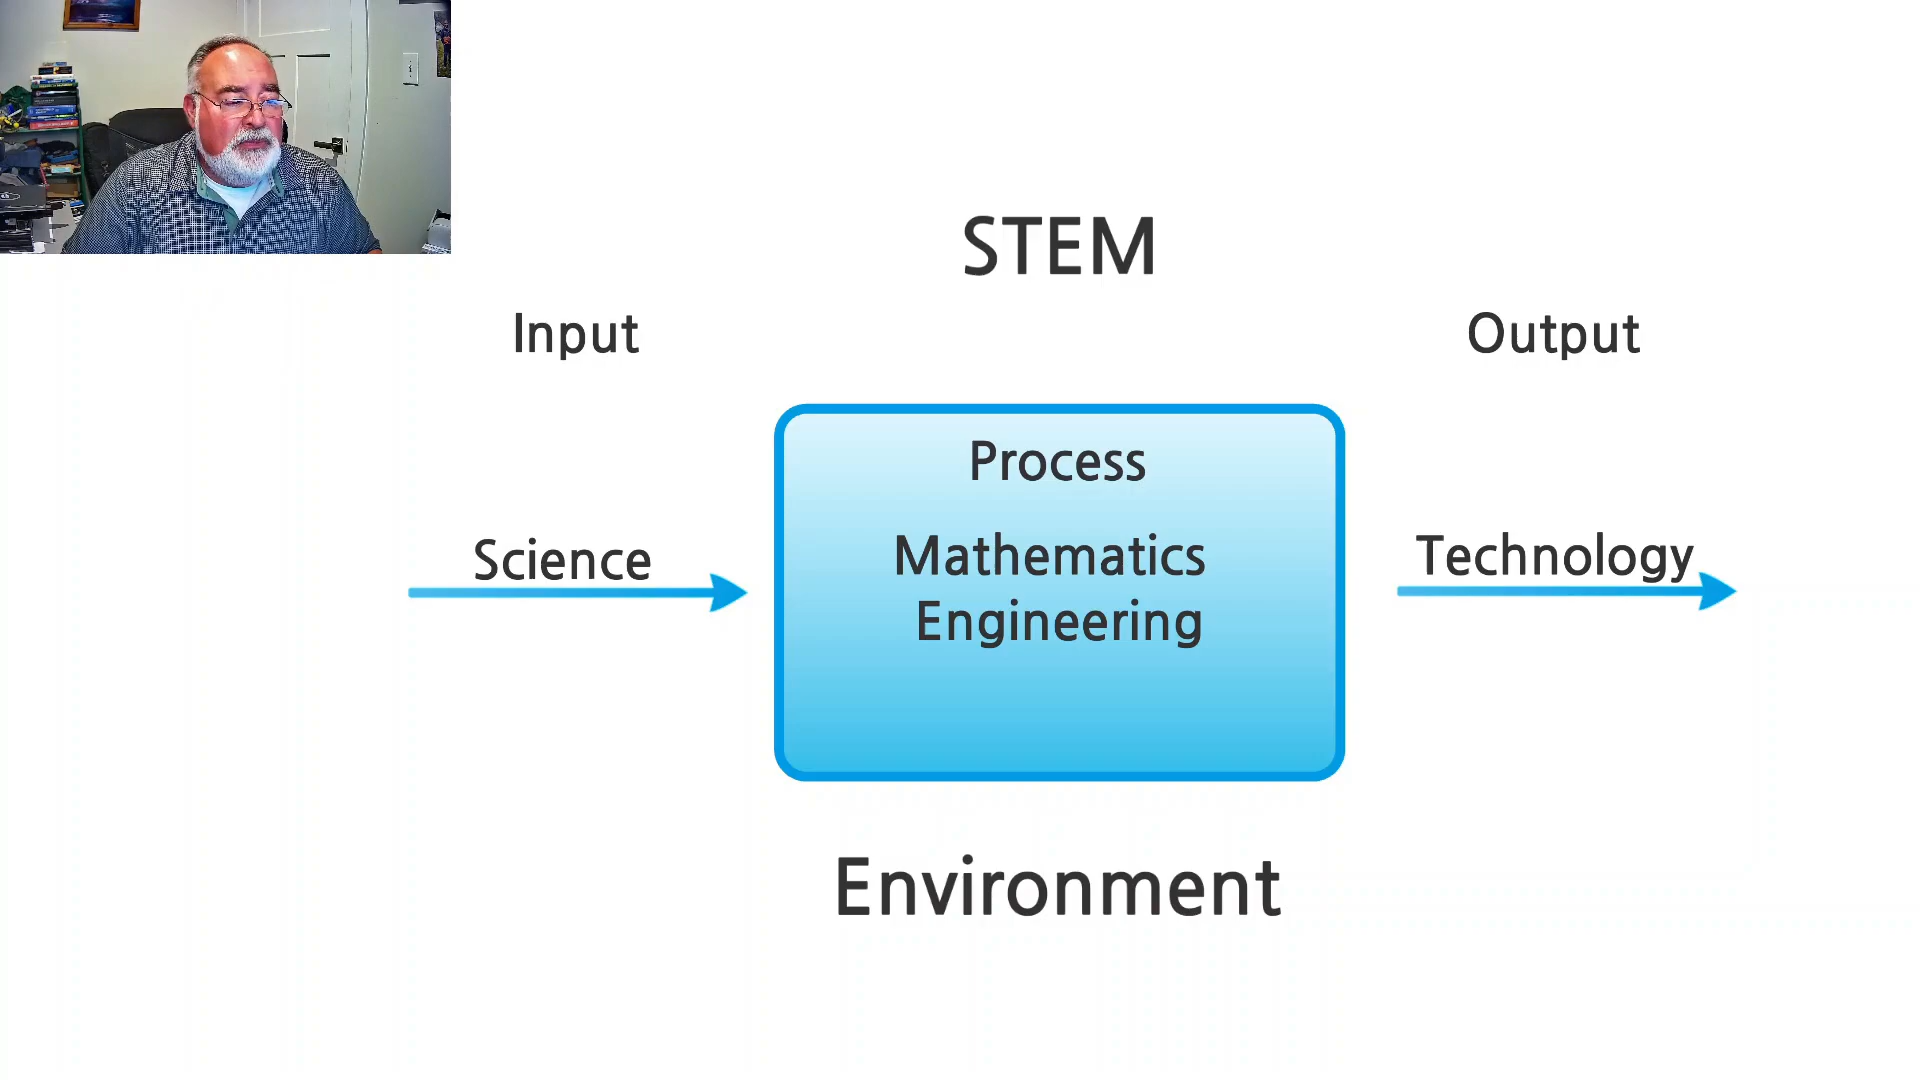 STEM
Input
Output
Process
Science
Mathematics
Technology
Engineering
Environment